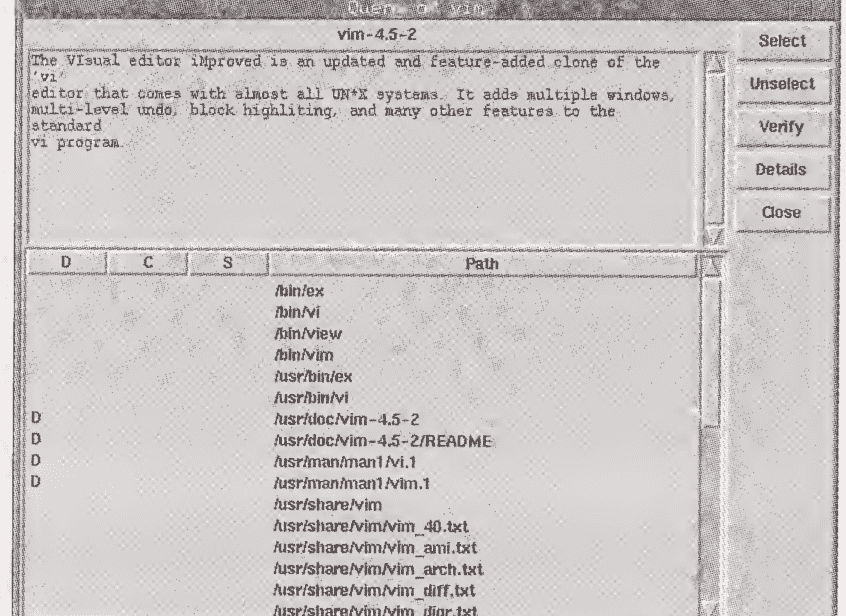 Query of vim
vim-4.5-2
The VIsual editor iMproved is an updated and feature-added clone of the
'vi'
editor that comes with almost all UN*X systems. It adds multiple windows,
multi-level undo, block highliting, and many other features to the
standard
vi program.
Select
Unselect
Verify
Details
Close
D C S Path
/bin/ex
/bin/vi
/bin/view
/bin/vim
/usr/bin/ex
/usr/bin/vi
D /usr/doc/vim-4.5-2
D /usr/doc/vim-4.5-2/README
D /usr/man/man1/vi.1
D /usr/man/man1/vim.1
/usr/share/vim
/usr/share/vim/vim_40.txt
/usr/share/vim/vim_ami.txt
/usr/share/vim/vim_arch.txt
/usr/share/vim/vim_diff.txt
/usr/share/vim/vim_digr.txt